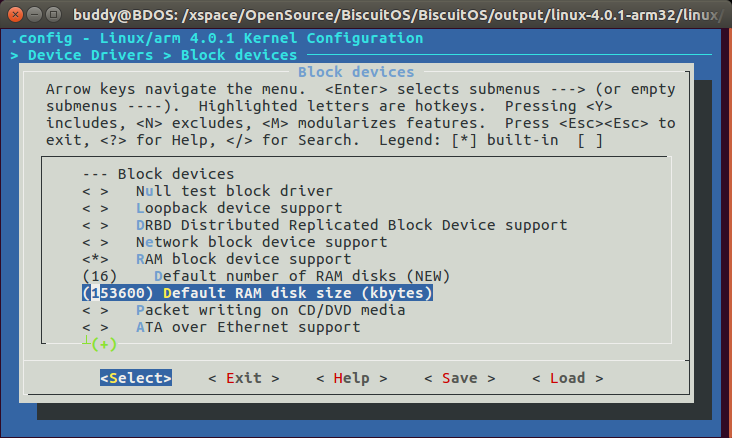 buddy@BDOS: /xspace/OpenSource/BiscuitOS/BiscuitOS/output/linux-4.0.1-arm32/linux/
.config - Linux/arm 4.0.1 Kernel Configuration
> Device Drivers > Block devices
Block devices
Arrow keys navigate the menu.  <Enter> selects submenus ---> (or empty
submenus ----).  Highlighted letters are hotkeys.  Pressing <Y>
includes, <N> excludes, <M> modularizes features.  Press <Esc><Esc> to
exit, <?> for Help, </> for Search.  Legend: [*] built-in  [ ]
--- Block devices
< >   Null test block driver
< >   Loopback device support
< >   DRBD Distributed Replicated Block Device support
< >   Network block device support
<*>   RAM block device support
(16)    Default number of RAM disks (NEW)
(153600) Default RAM disk size (kbytes)
< >   Packet writing on CD/DVD media
< >   ATA over Ethernet support
(+)
<Select>    < Exit >    < Help >    < Save >    < Load >